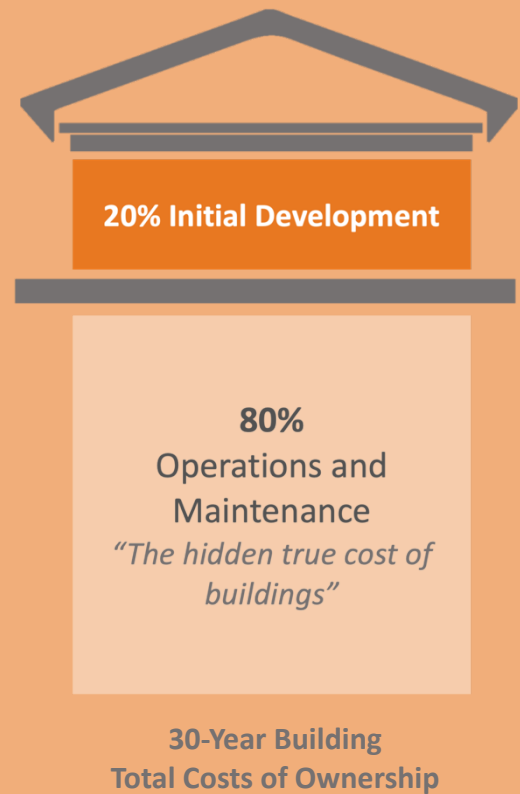 20% Initial Development
80%
Operations and
Maintenance
“The hidden true cost of
buildings”
30-Year Building
Total Costs of Ownership